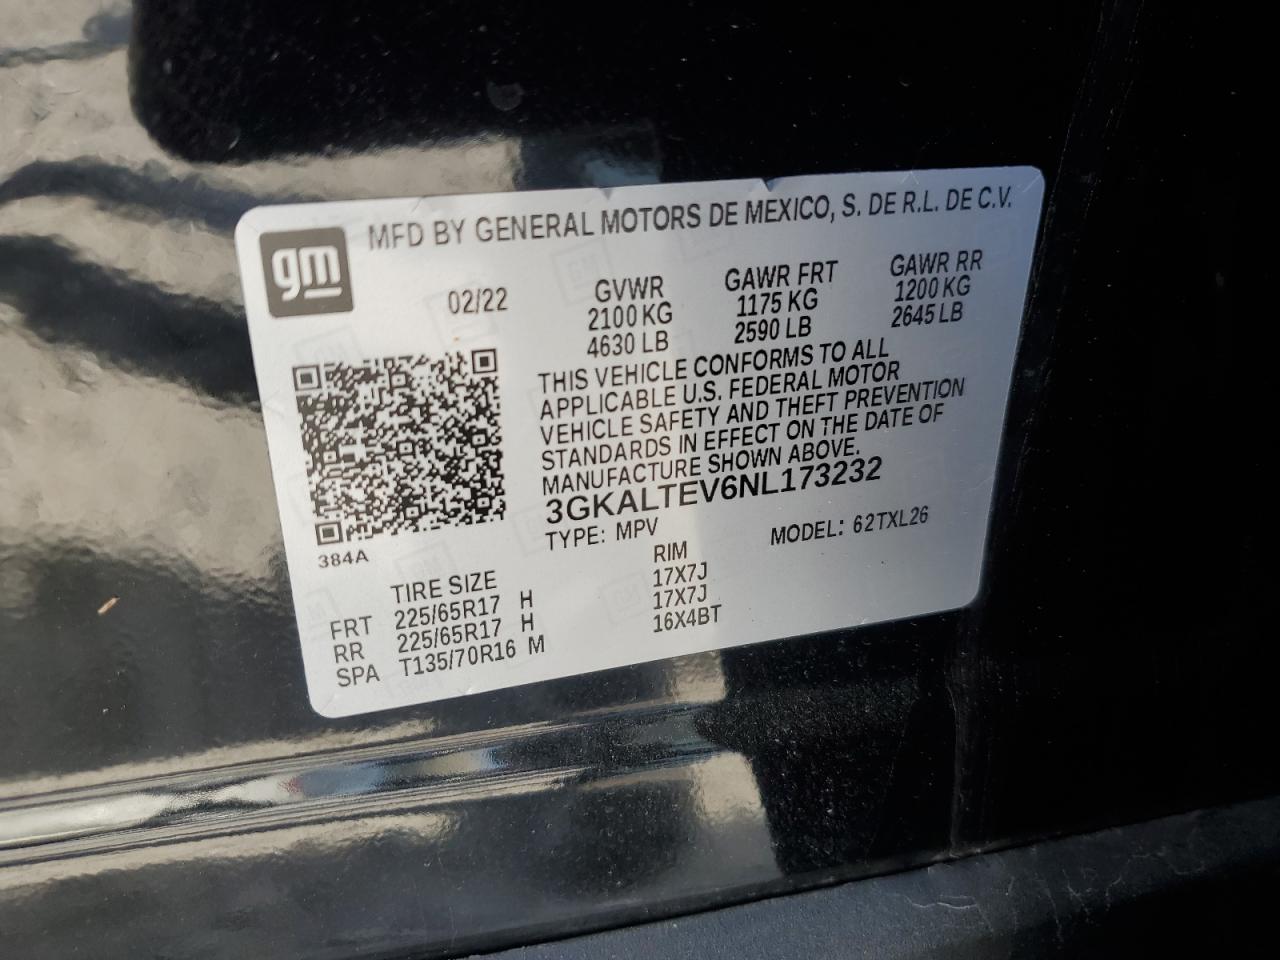 gm
MFD BY GENERAL MOTORS DE MEXICO, S. DE R.L. DE C.V.
02/22
GVWR
2100 KG
4630 LB
GAWR FRT
1175 KG
2590 LB
GAWR RR
1200 KG
2645 LB
THIS VEHICLE CONFORMS TO ALL
APPLICABLE U.S. FEDERAL MOTOR
VEHICLE SAFETY AND THEFT PREVENTION
STANDARDS IN EFFECT ON THE DATE OF
MANUFACTURE SHOWN ABOVE.
3GKALTEV6NL173232
TYPE: MPV MODEL: 62TXL26
384A
TIRE SIZE RIM
FRT 225/65R17 H 17X7J
RR 225/65R17 H 17X7J
SPA T135/70R16 M 16X4BT